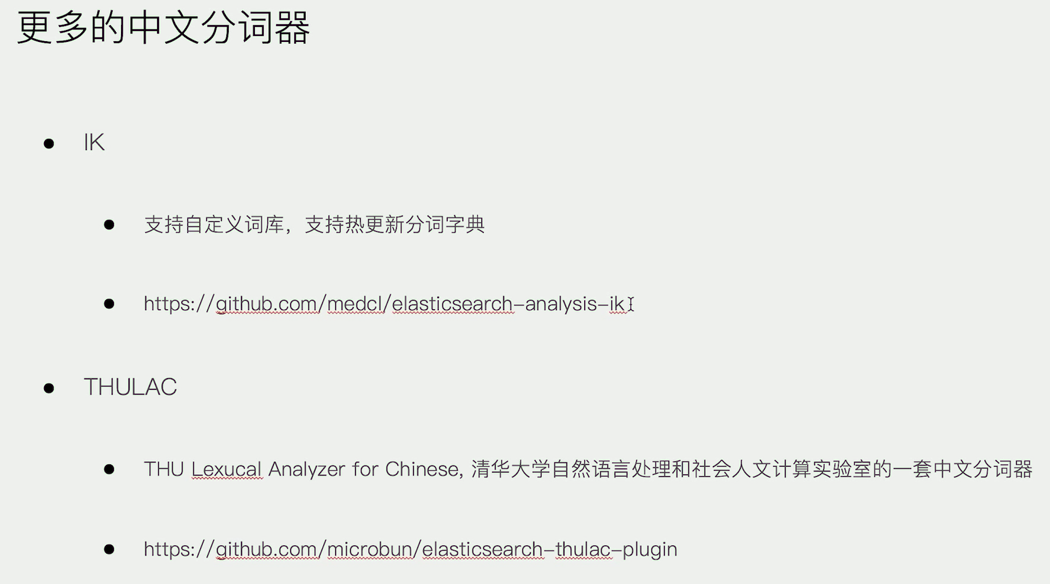 更多的中文分词器
IK
支持自定义词库，支持热更新分词字典
https://github.com/medcl/elasticsearch-analysis-ik
THULAC
THU Lexucal Analyzer for Chinese, 清华大学自然语言处理和社会人文计算实验室的一套中文分词器
https://github.com/microbun/elasticsearch-thulac-plugin